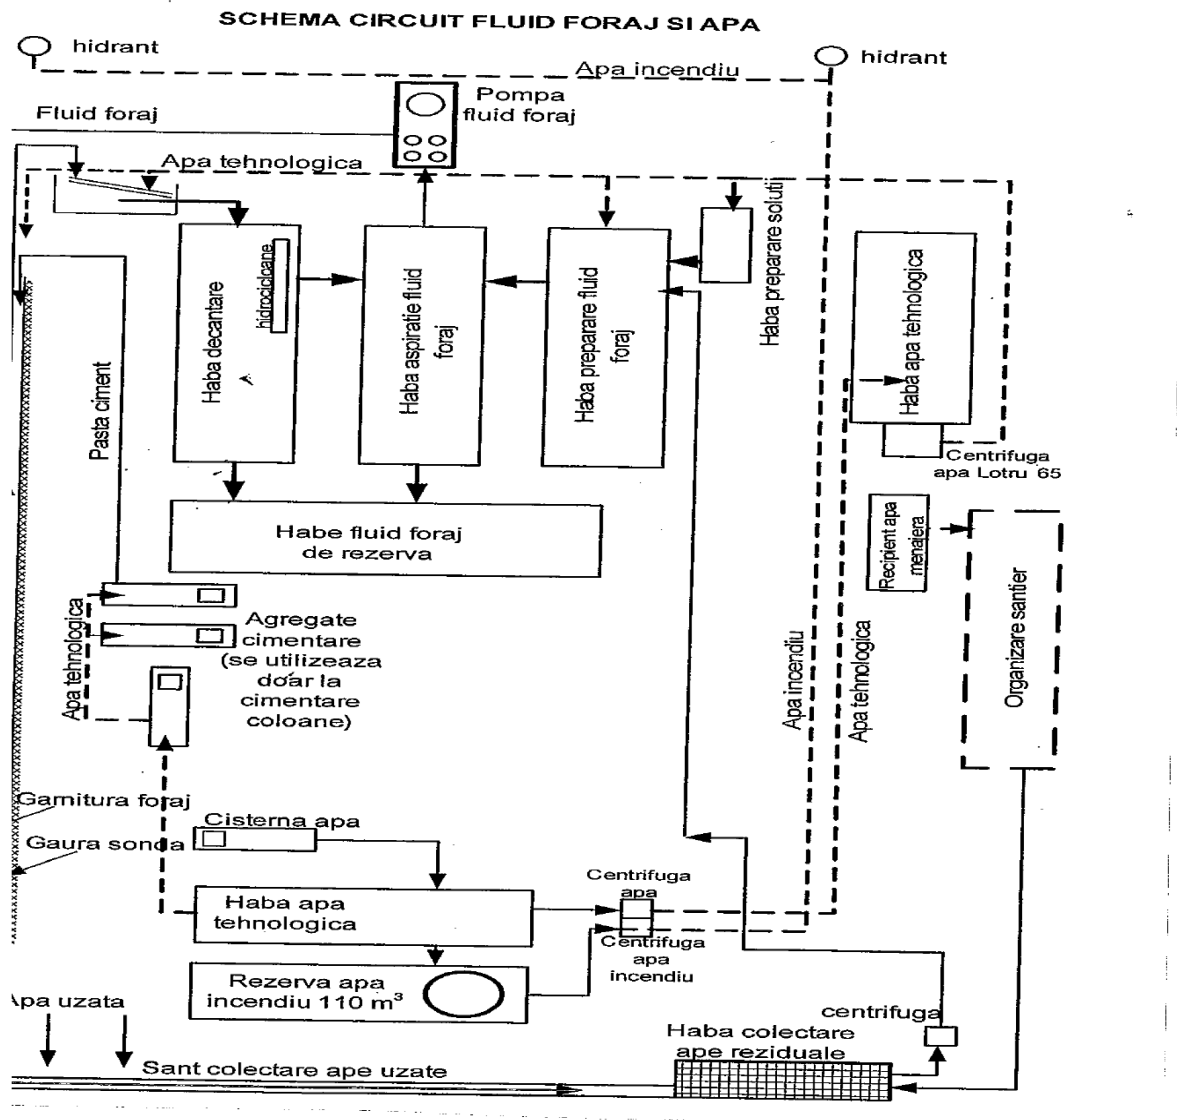 SCHEMA CIRCUIT FLUID FORAJ SI APA
hidrant
hidrant
Apa incendiu
Pompa
fluid foraj
Fluid foraj
Apa tehnologica
Haba preparare solutii
hidrocicloane
Haba decantare
Haba aspiratie fluid
foraj
Haba preparare fluid
foraj
Haba apa tehnologica
Pasta ciment
Centrifuga
apa Lotru 65
Habe fluid foraj
de rezerva
Recipient apa
menajera
Organizare santier
Apa tehnologica
Agregate
cimentare
(se utilizeaza
doar la
cimentare
coloane)
Apa incendiu
Apa tehnologica
Garnitura foraj
Gaura sonda
Cisterna apa
Centrifuga
apa
Haba apa
tehnologica
Centrifuga
apa
incendiu
Rezerva apa
incendiu 110 m³
Apa uzata
centrifuga
Haba colectare
ape reziduale
Sant colectare ape uzate